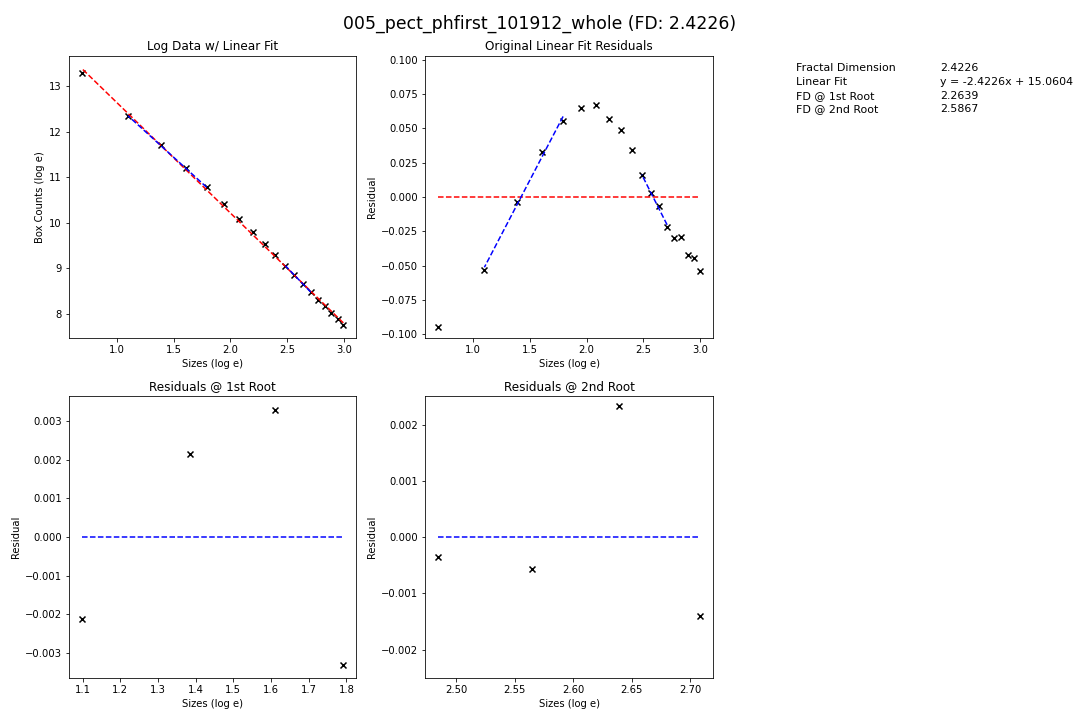 005_pect_phfirst_101912_whole (FD: 2.4226)
Log Data w/ Linear Fit
Box Counts (log e)
13
12
11
10
9
8
1.0 1.5 2.0 2.5 3.0
Sizes (log e)
Original Linear Fit Residuals
Residual
0.100
0.075
0.050
0.025
0.000
−0.025
−0.050
−0.075
−0.100
1.0 1.5 2.0 2.5 3.0
Sizes (log e)
Fractal Dimension 2.4226
Linear Fit y = -2.4226x + 15.0604
FD @ 1st Root 2.2639
FD @ 2nd Root 2.5867
Residuals @ 1st Root
Residual
0.003
0.002
0.001
0.000
−0.001
−0.002
−0.003
1.1 1.2 1.3 1.4 1.5 1.6 1.7 1.8
Sizes (log e)
Residuals @ 2nd Root
Residual
0.002
0.001
0.000
−0.001
−0.002
2.50 2.55 2.60 2.65 2.70
Sizes (log e)